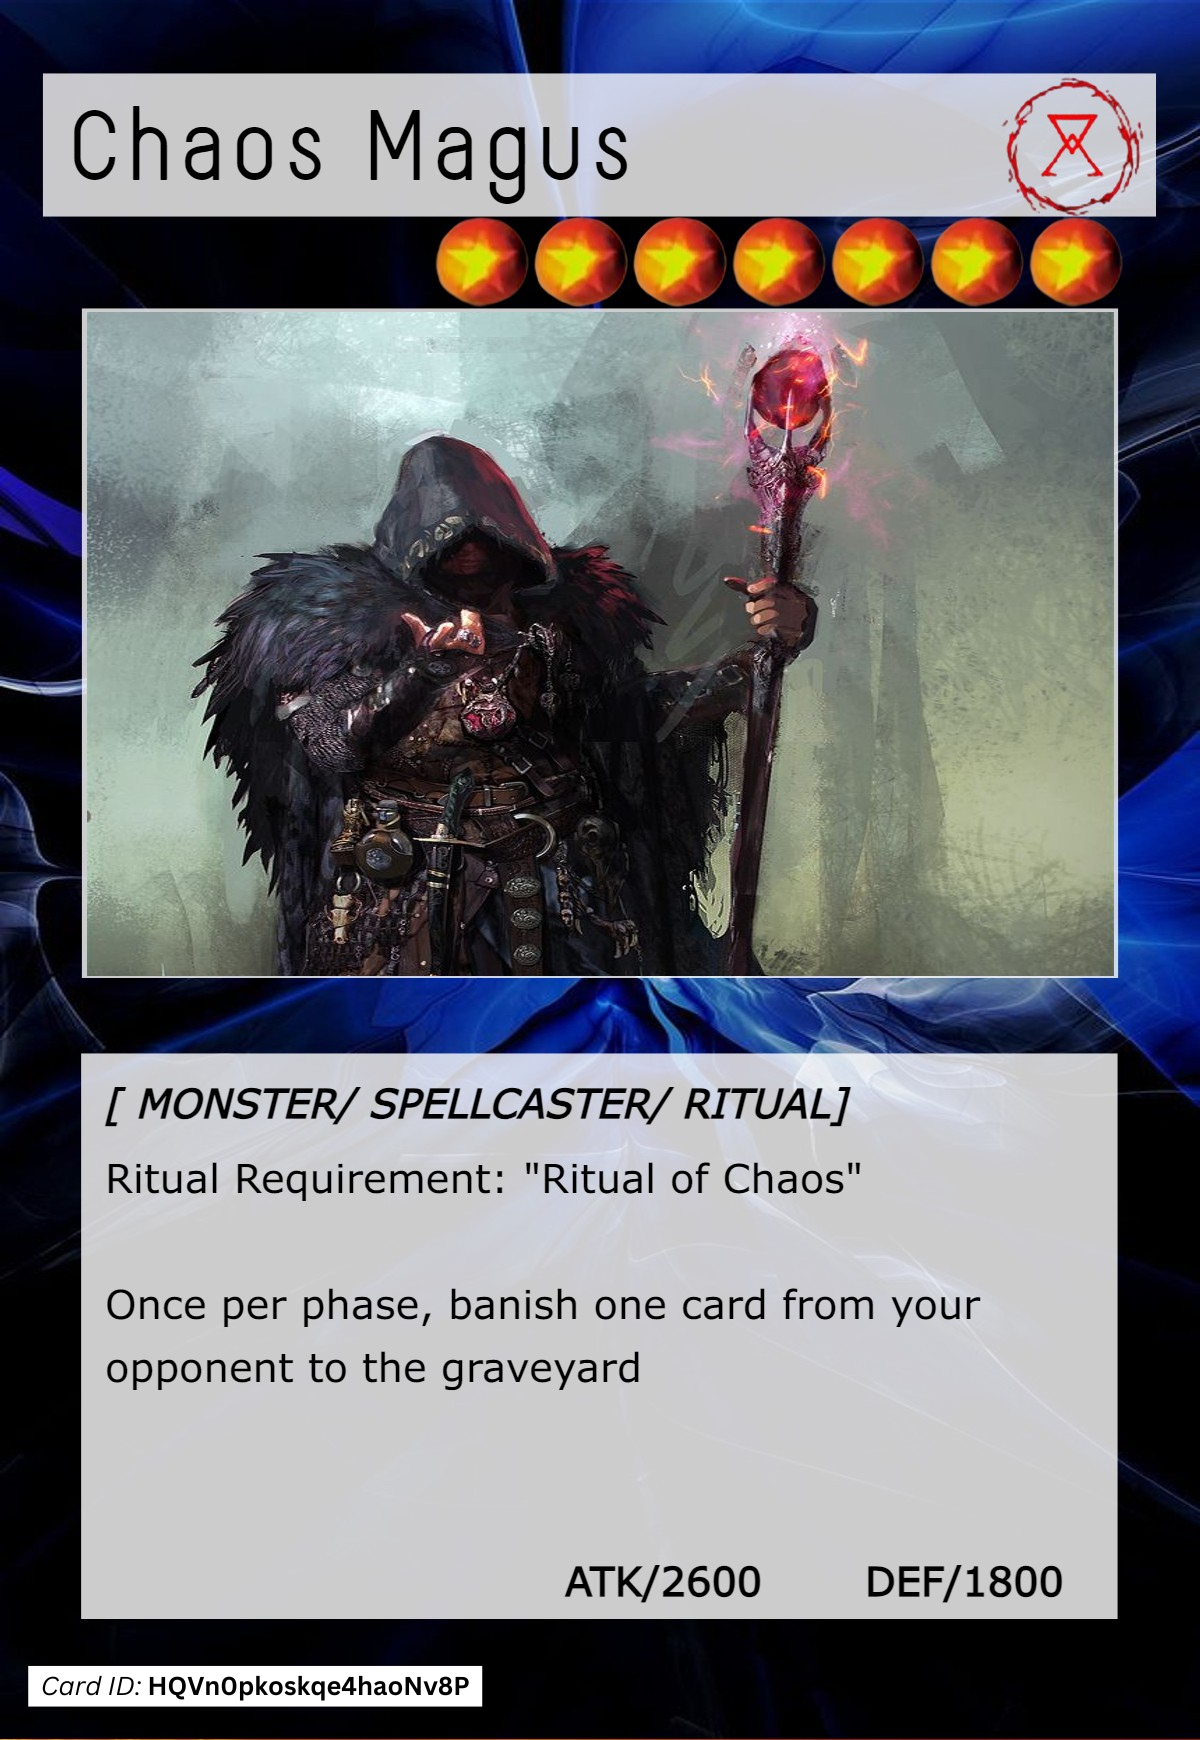 Chaos Magus
[ MONSTER/ SPELLCASTER/ RITUAL]
Ritual Requirement: "Ritual of Chaos"
Once per phase, banish one card from your
opponent to the graveyard
ATK/2600 DEF/1800
Card ID: HQVn0pkoskqe4haoNv8P